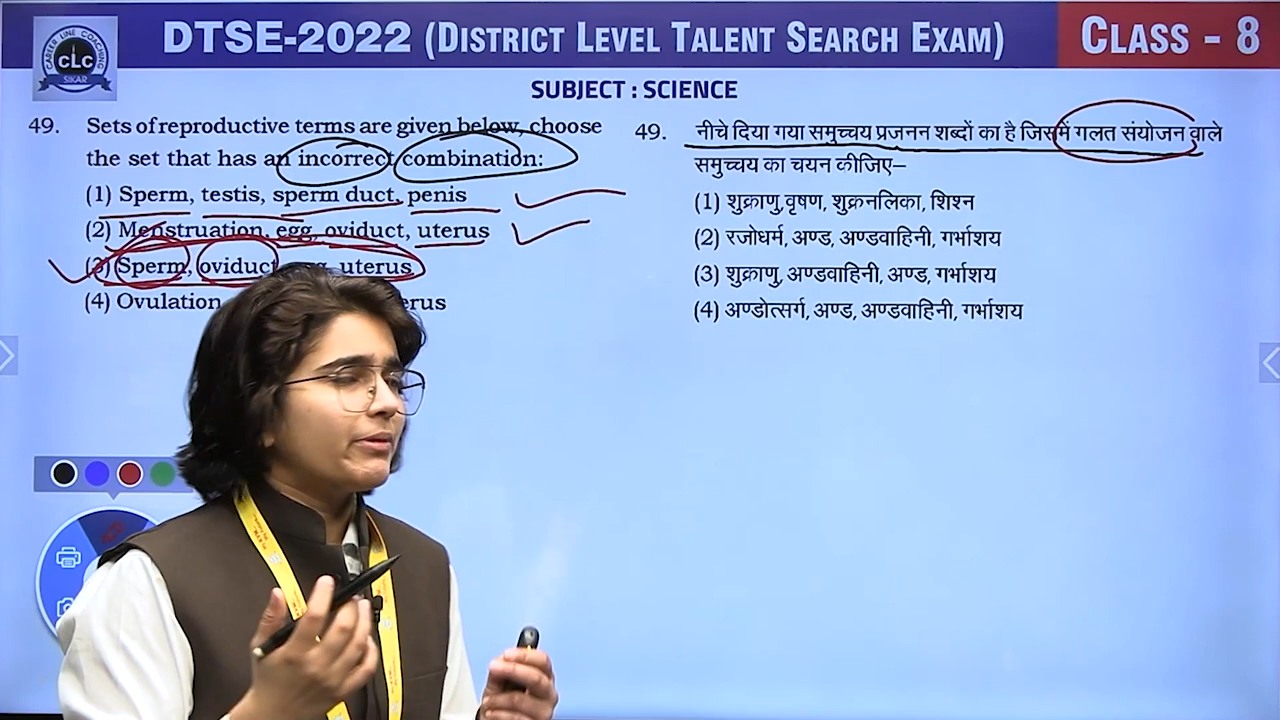 CAREER LINE COACHING
CLC
SIKAR
DTSE-2022 (DISTRICT LEVEL TALENT SEARCH EXAM)
CLASS - 8
SUBJECT : SCIENCE
49. Sets of reproductive terms are given below, choose
the set that has an incorrect combination:
(1) Sperm, testis, sperm duct, penis
(2) Menstruation, egg, oviduct, uterus
(3) Sperm, oviduct uterus
(4) Ovulation
49. नीचे दिया गया समुच्चय प्रजनन शब्दों का है जिसमें गलत संयोजन वाले
समुच्चय का चयन कीजिए–
(1) शुक्राणु,वृषण, शुक्रनलिका, शिश्न
(2) रजोधर्म, अण्ड, अण्डवाहिनी, गर्भाशय
(3) शुक्राणु, अण्डवाहिनी, अण्ड, गर्भाशय
(4) अण्डोत्सर्ग, अण्ड, अण्डवाहिनी, गर्भाशय